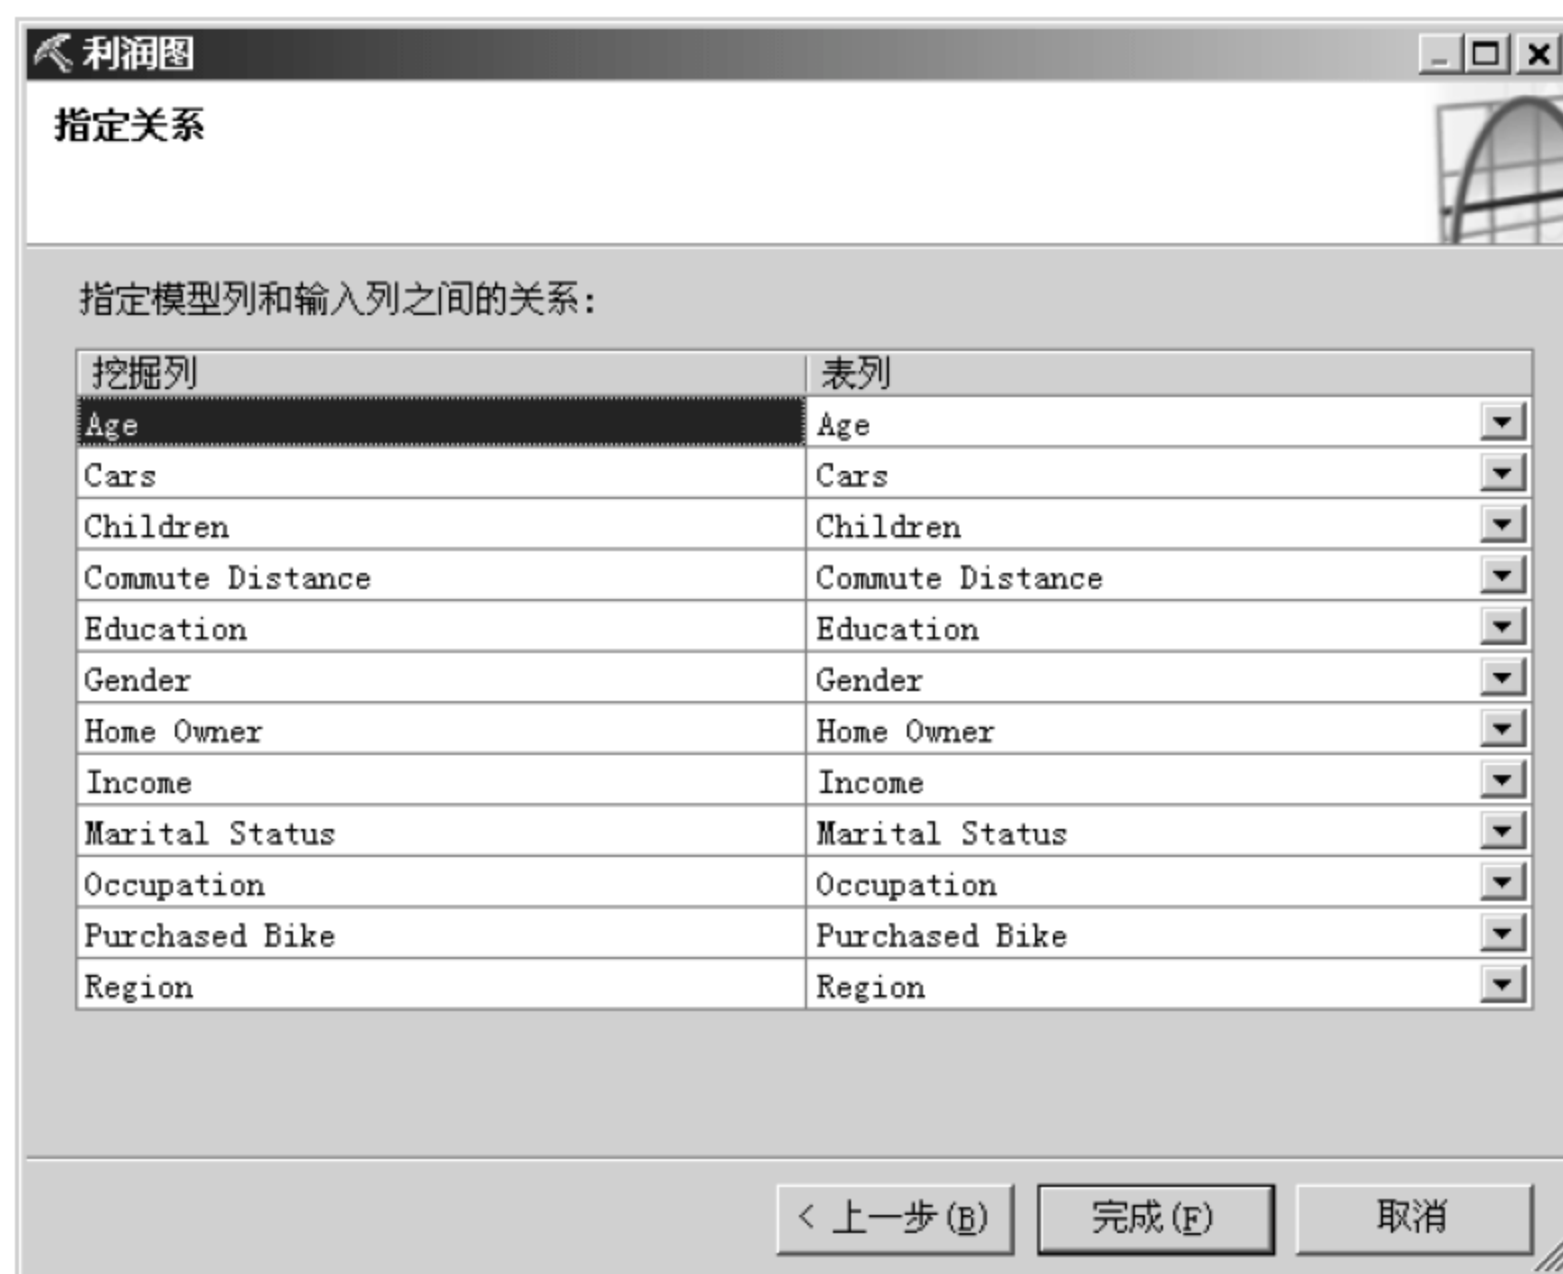 利润图
指定关系
指定模型列和输入列之间的关系:
挖掘列 表列
Age Age
Cars Cars
Children Children
Commute Distance Commute Distance
Education Education
Gender Gender
Home Owner Home Owner
Income Income
Marital Status Marital Status
Occupation Occupation
Purchased Bike Purchased Bike
Region Region
< 上一步(B) 完成(F) 取消